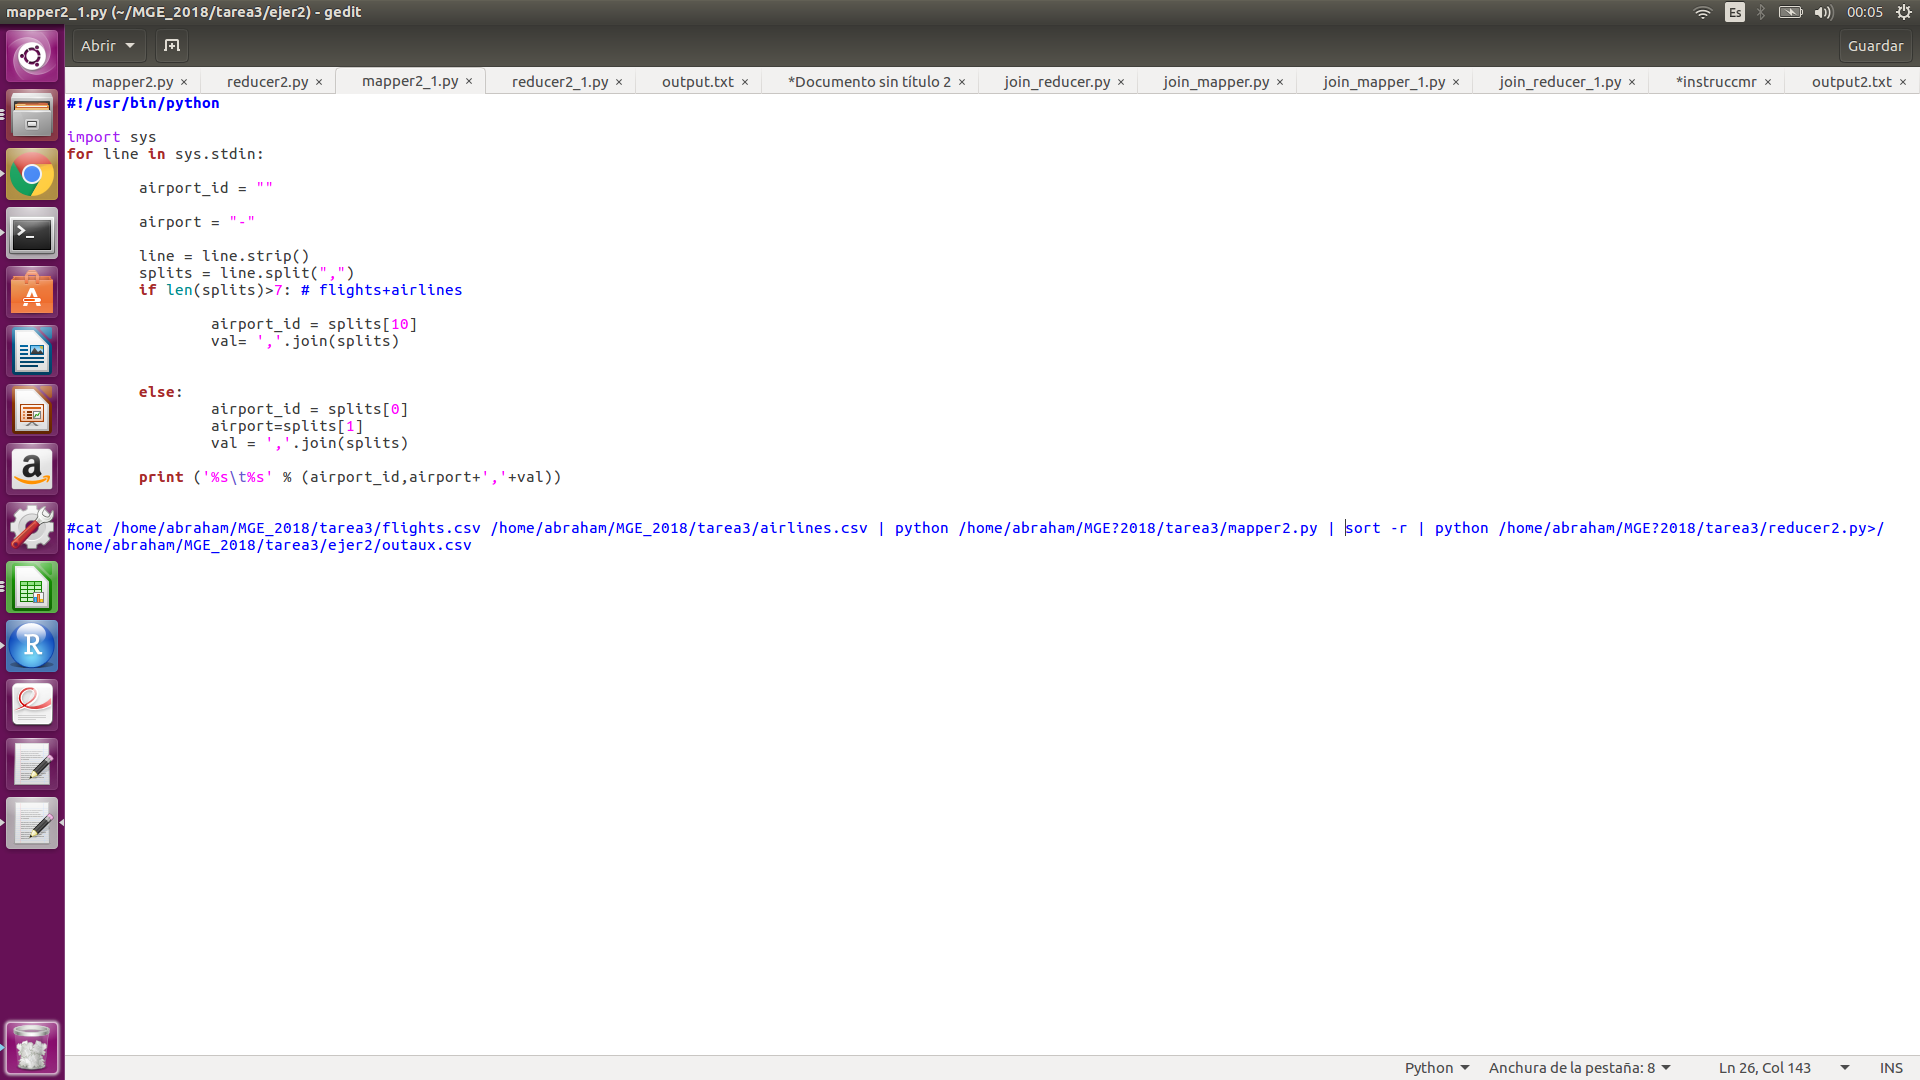 mapper2_1.py (~/MGE_2018/tarea3/ejer2) - gedit
Es
00:05
Abrir
Guardar
mapper2.py ×
reducer2.py ×
mapper2_1.py ×
reducer2_1.py ×
output.txt ×
*Documento sin título 2 ×
join_reducer.py ×
join_mapper.py ×
join_mapper_1.py ×
join_reducer_1.py ×
*instruccmr ×
output2.txt ×
#!/usr/bin/python
import sys
for line in sys.stdin:
airport_id = ""
airport = "-"
line = line.strip()
splits = line.split(",")
if len(splits)>7: # flights+airlines
airport_id = splits[10]
val= ','.join(splits)
else:
airport_id = splits[0]
airport=splits[1]
val = ','.join(splits)
print ('%s\t%s' % (airport_id,airport+','+val))
#cat /home/abraham/MGE_2018/tarea3/flights.csv /home/abraham/MGE_2018/tarea3/airlines.csv | python /home/abraham/MGE?2018/tarea3/mapper2.py | sort -r | python /home/abraham/MGE?2018/tarea3/reducer2.py>/
home/abraham/MGE_2018/tarea3/ejer2/outaux.csv
Python
Anchura de la pestaña: 8
Ln 26, Col 143
INS